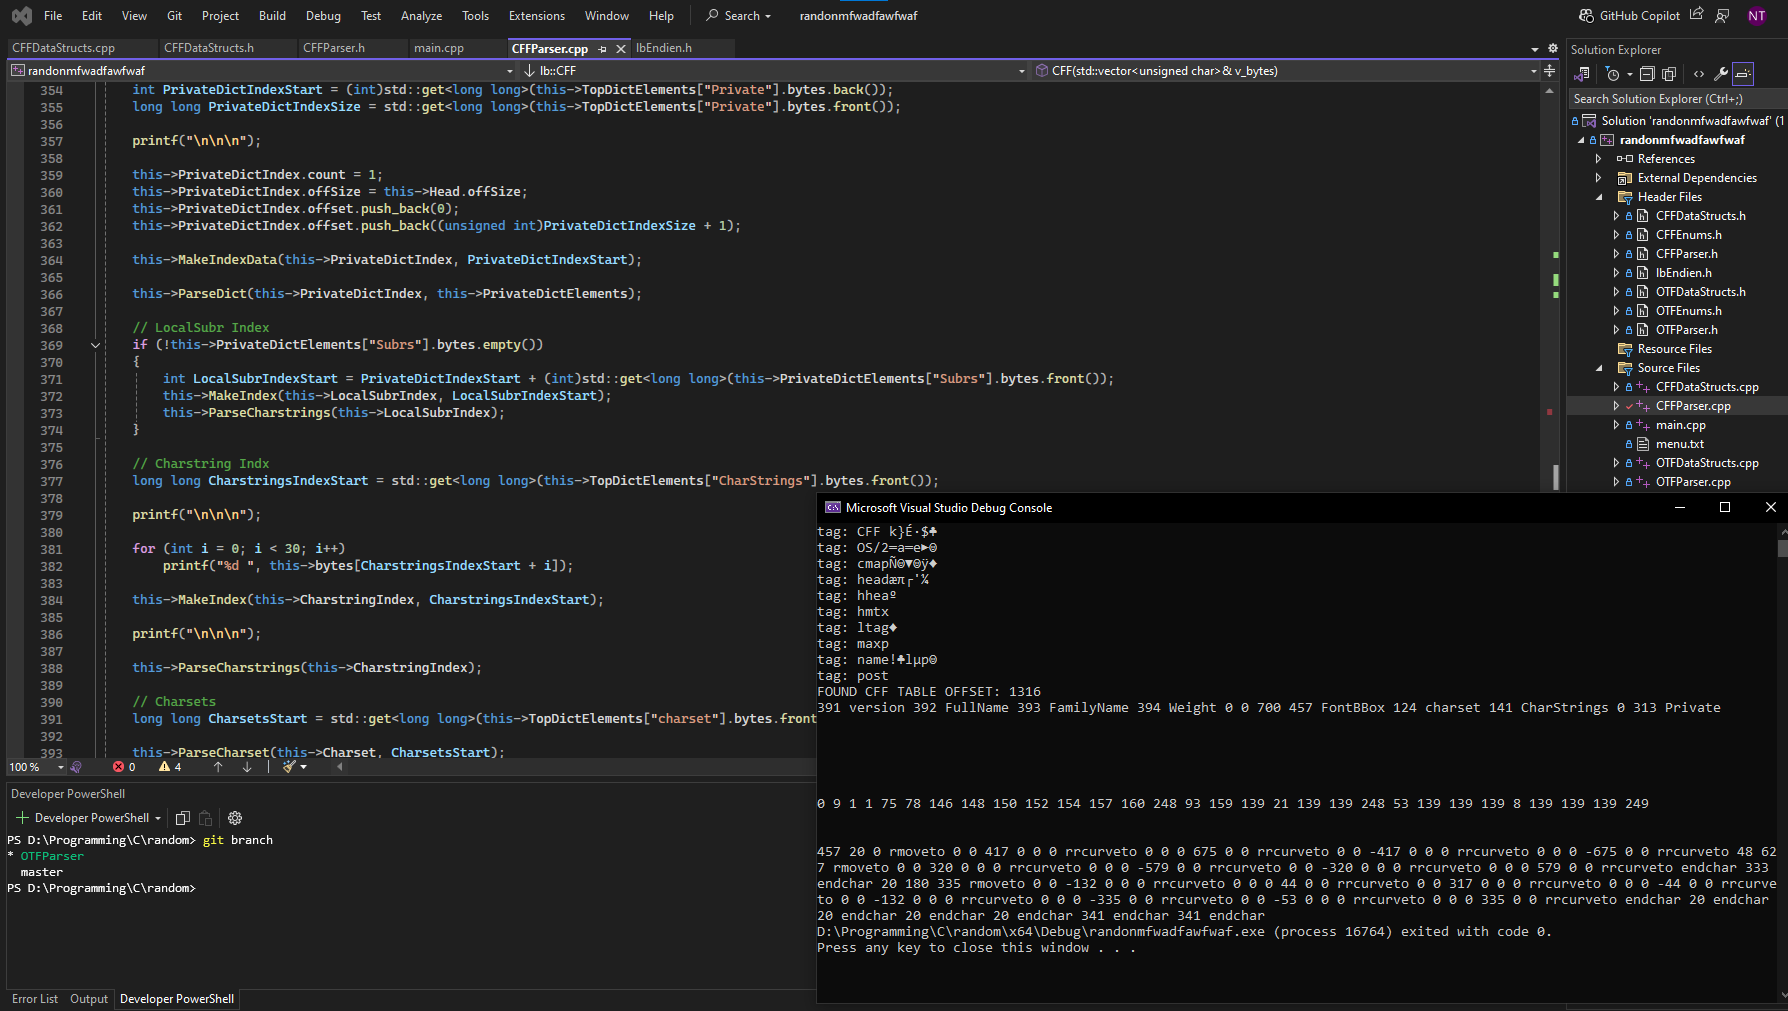 File Edit View Git Project Build Debug Test Analyze Tools Extensions Window Help Search randonmfwadfawfwaf GitHub Copilot NT
CFFDataStructs.cpp CFFDataStructs.h CFFParser.h main.cpp CFFParser.cpp lbEndien.h
randonmfwadfawfwaf lb::CFF CFF(std::vector<unsigned char>& v_bytes)
354 int PrivateDictIndexStart = (int)std::get<long long>(this->TopDictElements["Private"].bytes.back());
355 long long PrivateDictIndexSize = std::get<long long>(this->TopDictElements["Private"].bytes.front());
356
357 printf("\n\n\n");
358
359 this->PrivateDictIndex.count = 1;
360 this->PrivateDictIndex.offSize = this->Head.offSize;
361 this->PrivateDictIndex.offset.push_back(0);
362 this->PrivateDictIndex.offset.push_back((unsigned int)PrivateDictIndexSize + 1);
363
364 this->MakeIndexData(this->PrivateDictIndex, PrivateDictIndexStart);
365
366 this->ParseDict(this->PrivateDictIndex, this->PrivateDictElements);
367
368 // LocalSubr Index
369 if (!this->PrivateDictElements["Subrs"].bytes.empty())
370 {
371 int LocalSubrIndexStart = PrivateDictIndexStart + (int)std::get<long long>(this->PrivateDictElements["Subrs"].bytes.front());
372 this->MakeIndex(this->LocalSubrIndex, LocalSubrIndexStart);
373 this->ParseCharstrings(this->LocalSubrIndex);
374 }
375
376 // Charstring Indx
377 long long CharstringsIndexStart = std::get<long long>(this->TopDictElements["CharStrings"].bytes.front());
378
379 printf("\n\n\n");
380
381 for (int i = 0; i < 30; i++)
382 printf("%d ", this->bytes[CharstringsIndexStart + i]);
383
384 this->MakeIndex(this->CharstringIndex, CharstringsIndexStart);
385
386 printf("\n\n\n");
387
388 this->ParseCharstrings(this->CharstringIndex);
389
390 // Charsets
391 long long CharsetsStart = std::get<long long>(this->TopDictElements["charset"].bytes.front
392
393 this->ParseCharset(this->Charset, CharsetsStart);
100 % 0 4
Developer PowerShell
Developer PowerShell
PS D:\Programming\C\random> git branch
* OTFParser
master
PS D:\Programming\C\random>
Error List Output Developer PowerShell
Solution Explorer
Search Solution Explorer (Ctrl+;)
Solution 'randonmfwadfawfwaf' (1
randonmfwadfawfwaf
References
External Dependencies
Header Files
CFFDataStructs.h
CFFEnums.h
CFFParser.h
lbEndien.h
OTFDataStructs.h
OTFEnums.h
OTFParser.h
Resource Files
Source Files
CFFDataStructs.cpp
CFFParser.cpp
main.cpp
menu.txt
OTFDataStructs.cpp
OTFParser.cpp
Microsoft Visual Studio Debug Console
tag: CFF k}É·$♣
tag: OS/2═a═e►☺
tag: cmapÑ☺▼☺ÿ♦
tag: headæπ┌'¼
tag: hheaº
tag: hmtx
tag: ltag♦
tag: maxp
tag: name!♣lµp☺
tag: post
FOUND CFF TABLE OFFSET: 1316
391 version 392 FullName 393 FamilyName 394 Weight 0 0 700 457 FontBBox 124 charset 141 CharStrings 0 313 Private
0 9 1 1 75 78 146 148 150 152 154 157 160 248 93 159 139 21 139 139 248 53 139 139 139 8 139 139 139 249
457 20 0 rmoveto 0 0 417 0 0 0 rrcurveto 0 0 0 675 0 0 rrcurveto 0 0 -417 0 0 0 rrcurveto 0 0 0 -675 0 0 rrcurveto 48 62
7 rmoveto 0 0 320 0 0 0 rrcurveto 0 0 0 -579 0 0 rrcurveto 0 0 -320 0 0 0 rrcurveto 0 0 0 579 0 0 rrcurveto endchar 333
endchar 20 180 335 rmoveto 0 0 -132 0 0 0 rrcurveto 0 0 0 44 0 0 rrcurveto 0 0 317 0 0 0 rrcurveto 0 0 0 -44 0 0 rrcurve
to 0 0 -132 0 0 0 rrcurveto 0 0 0 -335 0 0 rrcurveto 0 0 -53 0 0 0 rrcurveto 0 0 0 335 0 0 rrcurveto endchar 20 endchar
20 endchar 20 endchar 20 endchar 341 endchar 341 endchar
D:\Programming\C\random\x64\Debug\randonmfwadfawfwaf.exe (process 16764) exited with code 0.
Press any key to close this window . . .